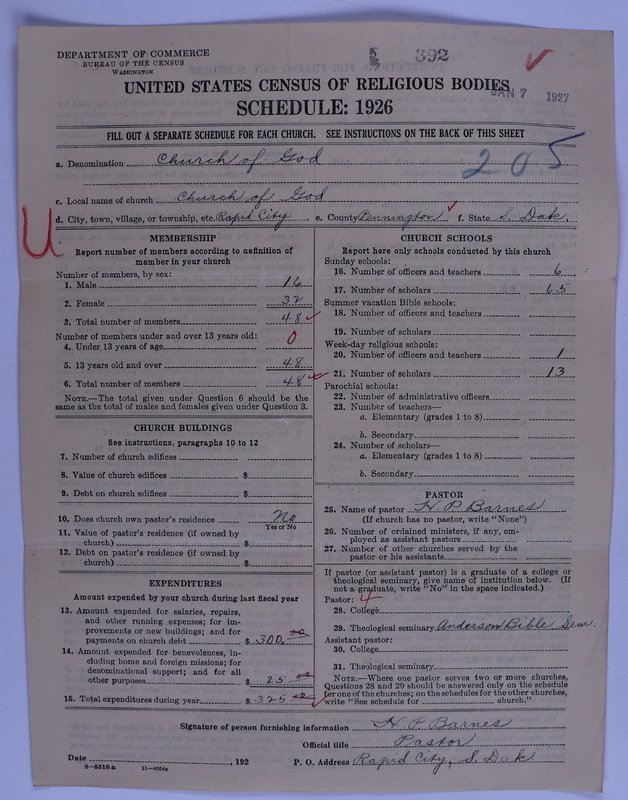 DEPARTMENT OF COMMERCE
BUREAU OF THE CENSUS
WASHINGTON
392
UNITED STATES CENSUS OF RELIGIOUS BODIES
JAN 7 1927
SCHEDULE: 1926
FILL OUT A SEPARATE SCHEDULE FOR EACH CHURCH. SEE INSTRUCTIONS ON THE BACK OF THIS SHEET
a. Denomination Church of God
205
c. Local name of church Church of God
d. City, town, village, or township, etc. Rapid City e. County Pennington f. State S. Dak.
U
MEMBERSHIP
Report number of members according to definition of
member in your church
Number of members, by sex:
1. Male 16
2. Female 32
3. Total number of members 48
Number of members under and over 13 years old:
4. Under 13 years of age 0
5. 13 years old and over 48
6. Total number of members 48
NOTE.—The total given under Question 6 should be the
same as the total of males and females given under Question 3.
CHURCH BUILDINGS
See instructions, paragraphs 10 to 12
7. Number of church edifices
8. Value of church edifices $
9. Debt on church edifices $
10. Does church own pastor's residence No
Yes or No
11. Value of pastor's residence (if owned by
church) $
12. Debt on pastor's residence (if owned by
church) $
EXPENDITURES
Amount expended by your church during last fiscal year
13. Amount expended for salaries, repairs,
and other running expenses; for im-
provements or new buildings; and for
payments on church debt $ 300.00
14. Amount expended for benevolences, in-
cluding home and foreign missions; for
denominational support; and for all
other purposes $ 25 00
15. Total expenditures during year $ 325 00
CHURCH SCHOOLS
Report here only schools conducted by this church
Sunday schools:
16. Number of officers and teachers 6
17. Number of scholars 65
Summer vacation Bible schools:
18. Number of officers and teachers
19. Number of scholars
Week-day religious schools:
20. Number of officers and teachers 1
21. Number of scholars 13
Parochial schools:
22. Number of administrative officers
23. Number of teachers—
a. Elementary (grades 1 to 8)
b. Secondary
24. Number of scholars—
a. Elementary (grades 1 to 8)
b. Secondary
PASTOR
25. Name of pastor H. P. Barnes
(If church has no pastor, write "None")
26. Number of ordained ministers, if any, em-
ployed as assistant pastors
27. Number of other churches served by the
pastor or his assistants
If pastor (or assistant pastor) is a graduate of a college or
theological seminary, give name of institution below. (If
not a graduate, write "No" in the space indicated.)
Pastor: 4
28. College
29. Theological seminary Anderson Bible Sem.
Assistant pastor:
30. College
31. Theological seminary
NOTE.—Where one pastor serves two or more churches,
Questions 28 and 29 should be answered only on the schedule
for one of the churches; on the schedules for the other churches,
write "See schedule for church."
Signature of person furnishing information H. P. Barnes
Official title Pastor
Date , 192 P. O. Address Rapid City, S. Dak
8—5518 a